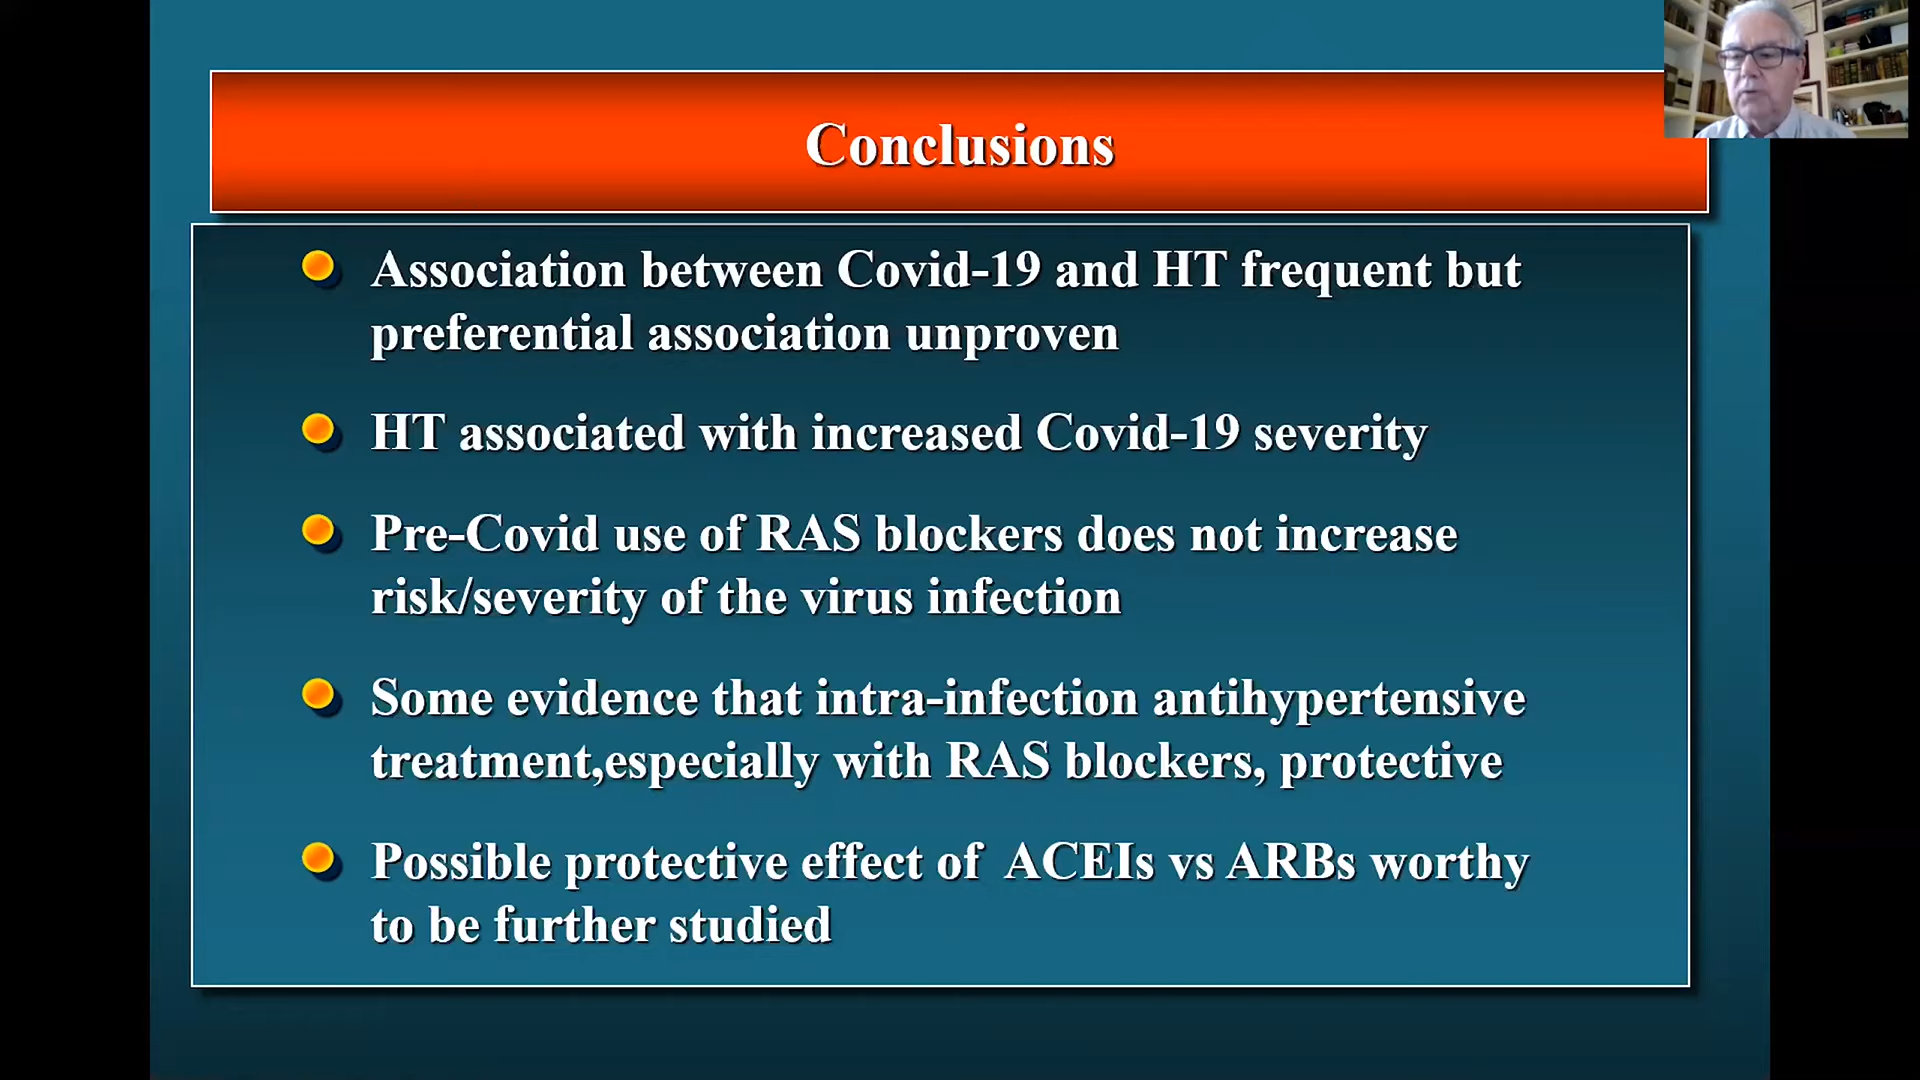 Conclusions
Association between Covid-19 and HT frequent but
preferential association unproven
HT associated with increased Covid-19 severity
Pre-Covid use of RAS blockers does not increase
risk/severity of the virus infection
Some evidence that intra-infection antihypertensive
treatment,especially with RAS blockers, protective
Possible protective effect of ACEIs vs ARBs worthy
to be further studied